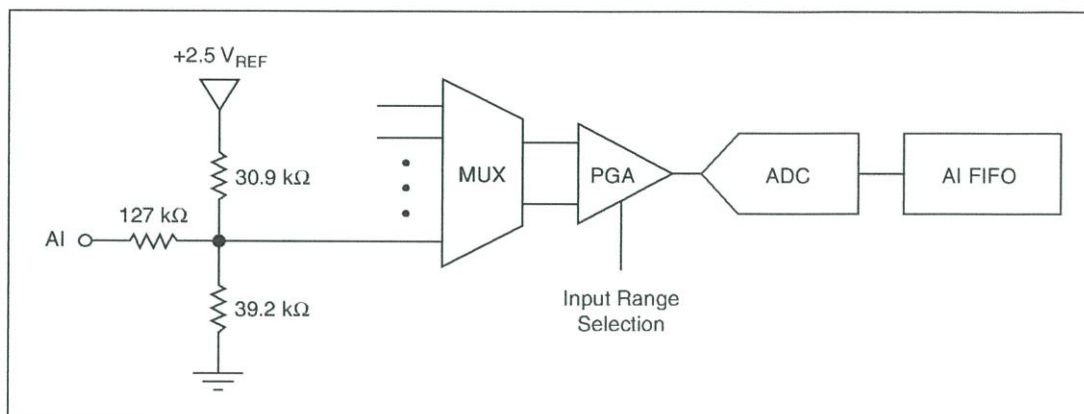 +2.5 VREF
30.9 kΩ
127 kΩ
AI
39.2 kΩ
MUX
PGA
ADC
AI FIFO
Input Range
Selection